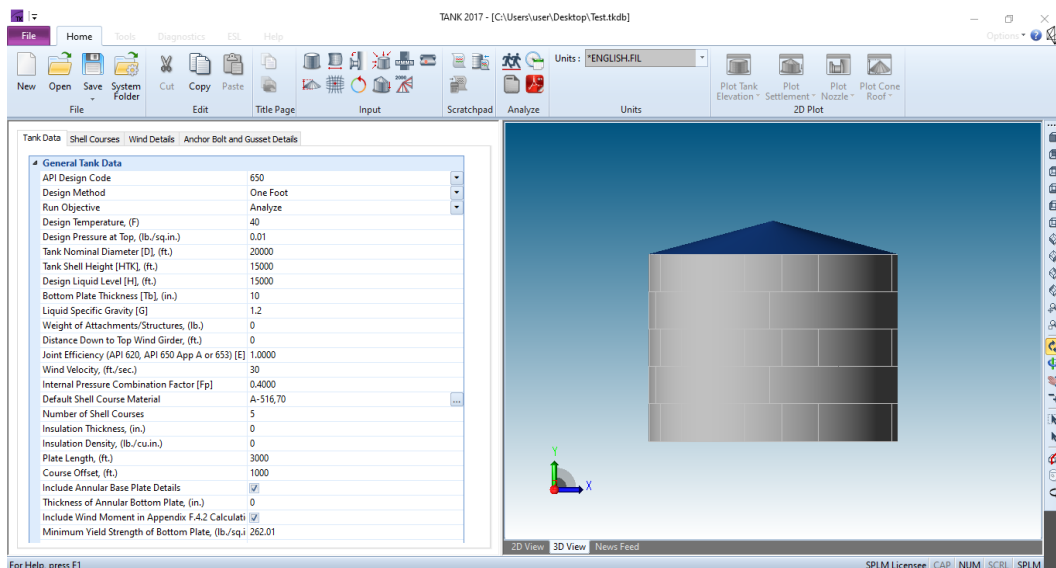 TK
TANK 2017 - [C:\Users\user\Desktop\Test.tkdb]
File Home Tools Diagnostics ESL Help Options
New Open Save System Folder Cut Copy Paste
Units : *ENGLISH.FIL
Plot Tank Elevation Plot Settlement Plot Nozzle Plot Cone Roof
File Edit Title Page Input Scratchpad Analyze Units 2D Plot
Tank Data Shell Courses Wind Details Anchor Bolt and Gusset Details
General Tank Data
API Design Code 650
Design Method One Foot
Run Objective Analyze
Design Temperature, (F) 40
Design Pressure at Top, (lb./sq.in.) 0.01
Tank Nominal Diameter [D], (ft.) 20000
Tank Shell Height [HTK], (ft.) 15000
Design Liquid Level [H], (ft.) 15000
Bottom Plate Thickness [Tb], (in.) 10
Liquid Specific Gravity [G] 1.2
Weight of Attachments/Structures, (lb.) 0
Distance Down to Top Wind Girder, (ft.) 0
Joint Efficiency (API 620, API 650 App A or 653) [E] 1.0000
Wind Velocity, (ft./sec.) 30
Internal Pressure Combination Factor [Fp] 0.4000
Default Shell Course Material A-516,70
Number of Shell Courses 5
Insulation Thickness, (in.) 0
Insulation Density, (lb./cu.in.) 0
Plate Length, (ft.) 3000
Course Offset, (ft.) 1000
Include Annular Base Plate Details
Thickness of Annular Bottom Plate, (in.) 0
Include Wind Moment in Appendix F.4.2 Calculati
Minimum Yield Strength of Bottom Plate, (lb./sq.i 262.01
Y
X
2D View 3D View News Feed
For Help, press F1 SPLM Licensee CAP NUM SCRL SPLM